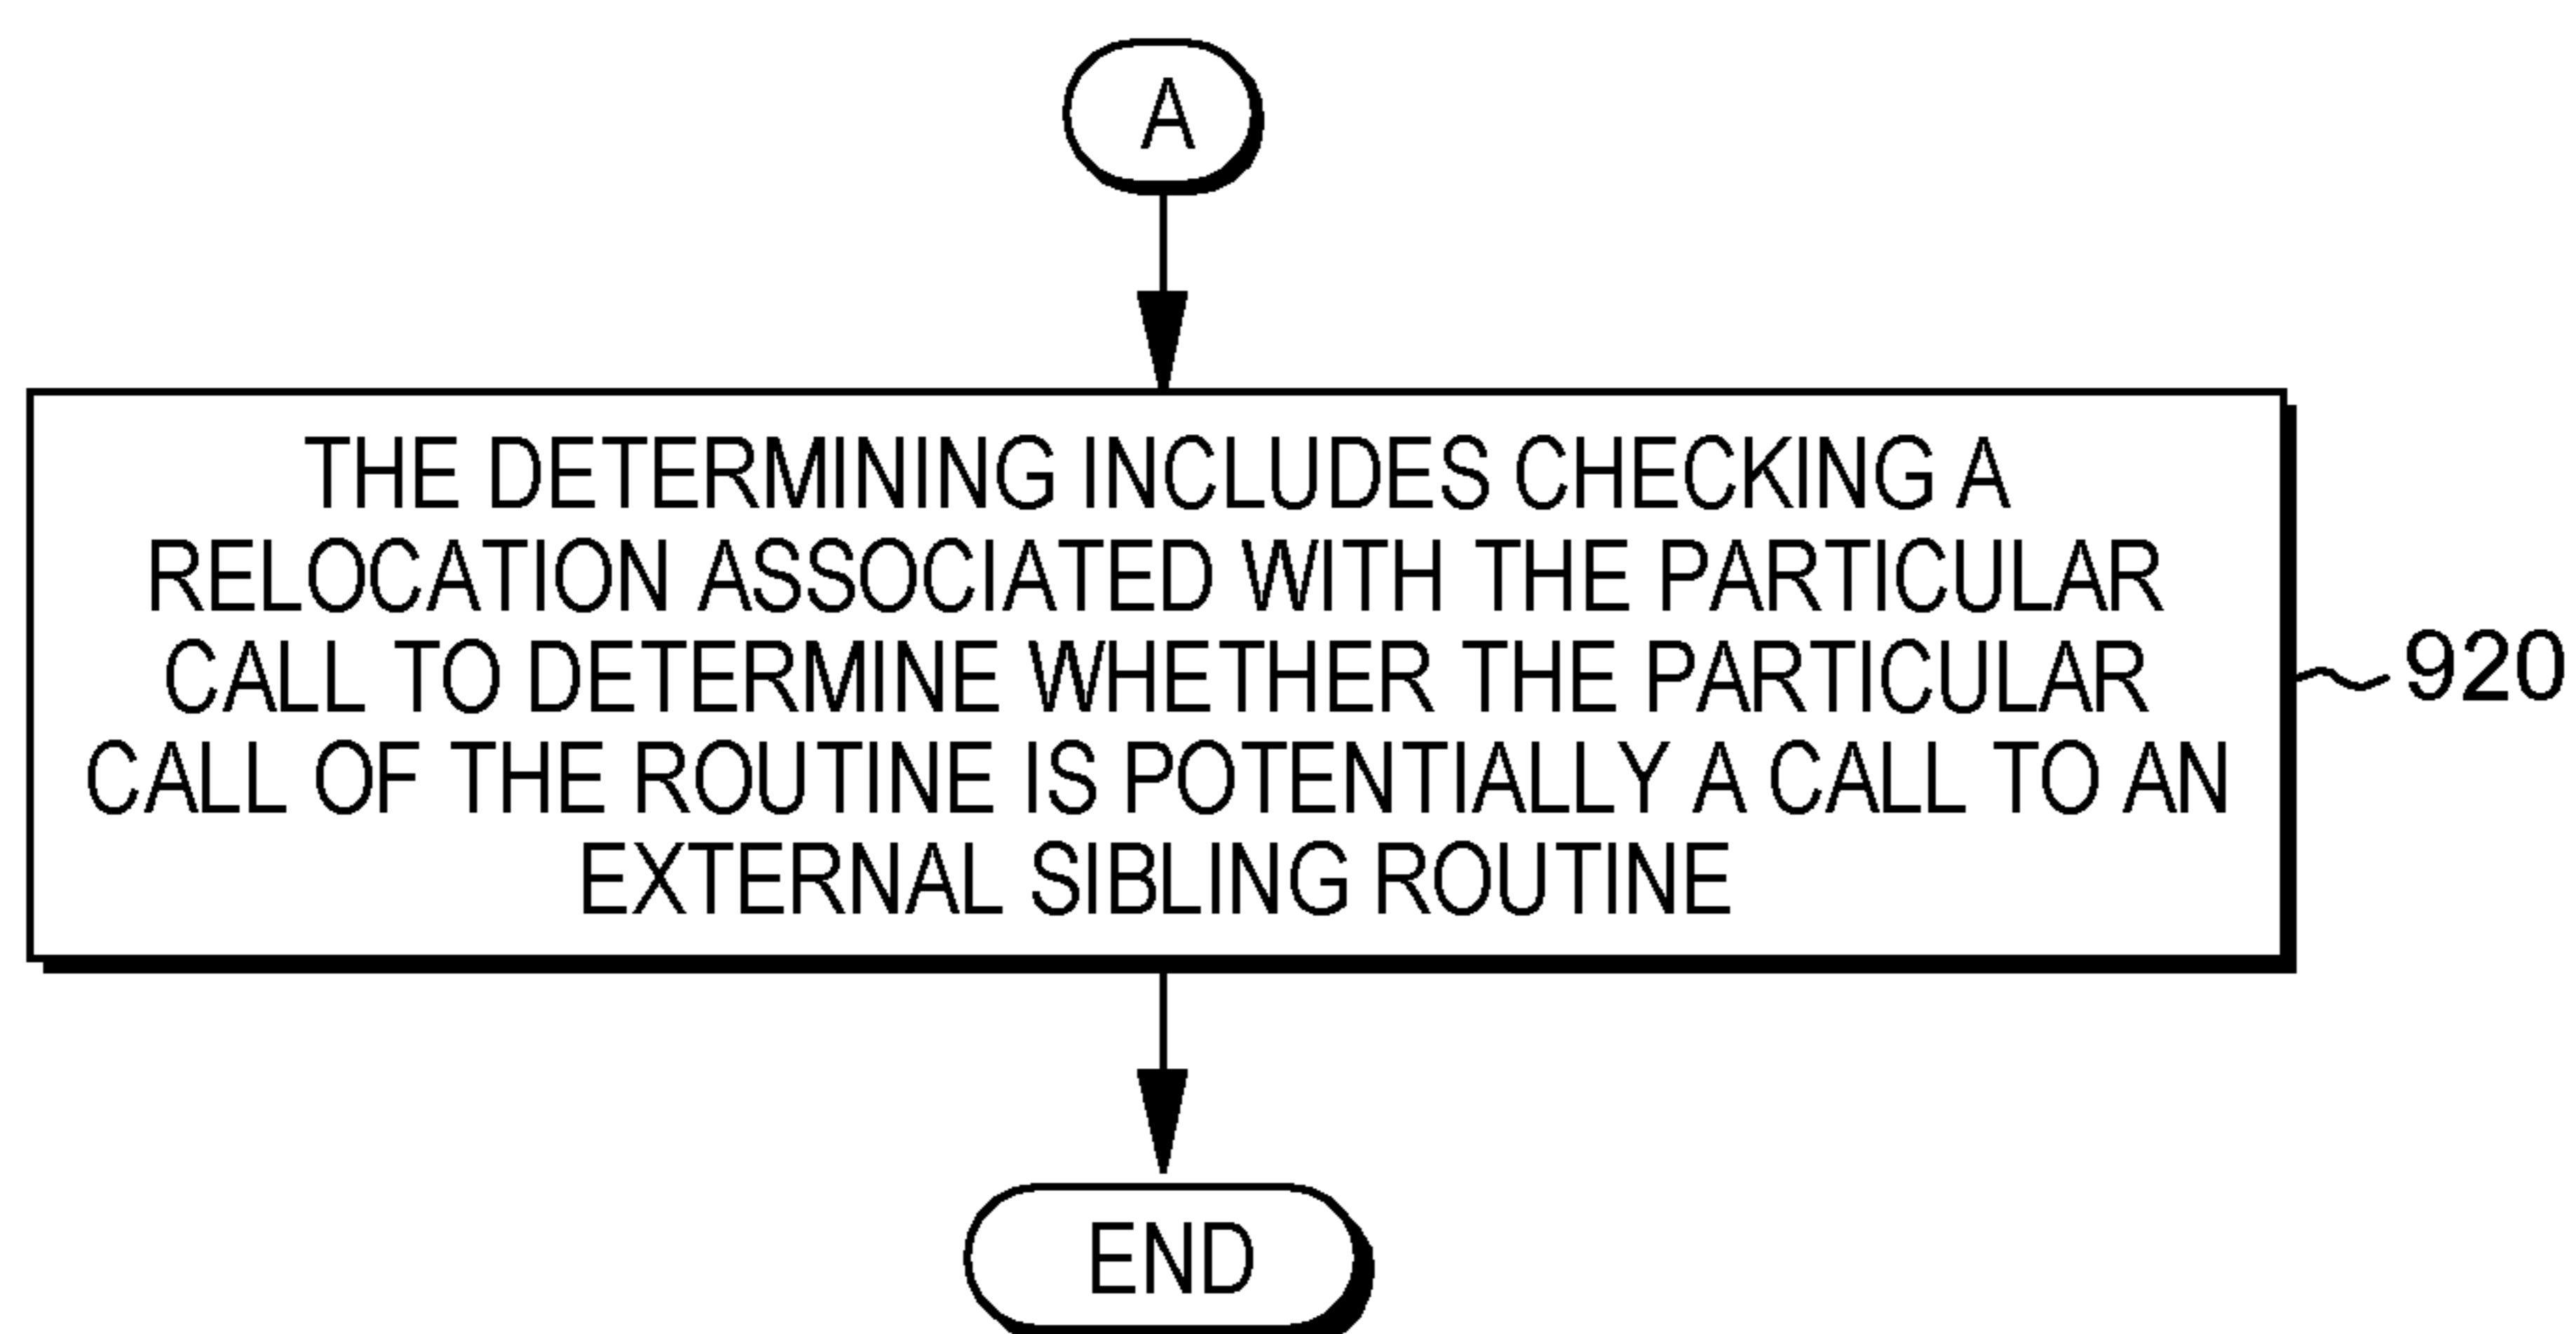 A
THE DETERMINING INCLUDES CHECKING A
RELOCATION ASSOCIATED WITH THE PARTICULAR
CALL TO DETERMINE WHETHER THE PARTICULAR
CALL OF THE ROUTINE IS POTENTIALLY A CALL TO AN
EXTERNAL SIBLING ROUTINE
920
END